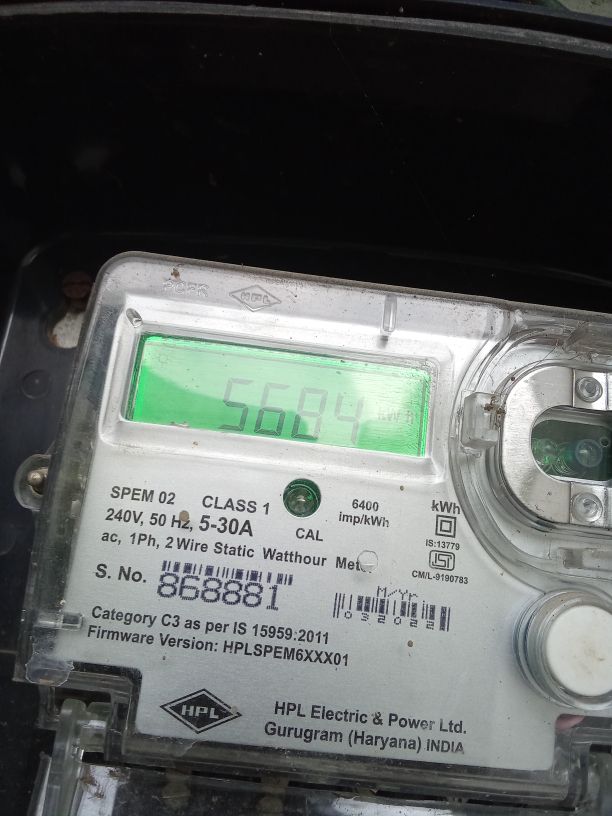 HPL
5684 kWh
SPEM 02 CLASS 1 6400 imp/kWh kWh
240V, 50 Hz, 5-30A CAL IS:13779
ac, 1Ph, 2 Wire Static Watthour CM/L-9190783
S. No. 868881 M/Yr 032022
Category C3 as per IS 15959:2011
Firmware Version: HPLSPEM6XXX01
HPL HPL Electric & Power Ltd.
Gurugram (Haryana) INDIA